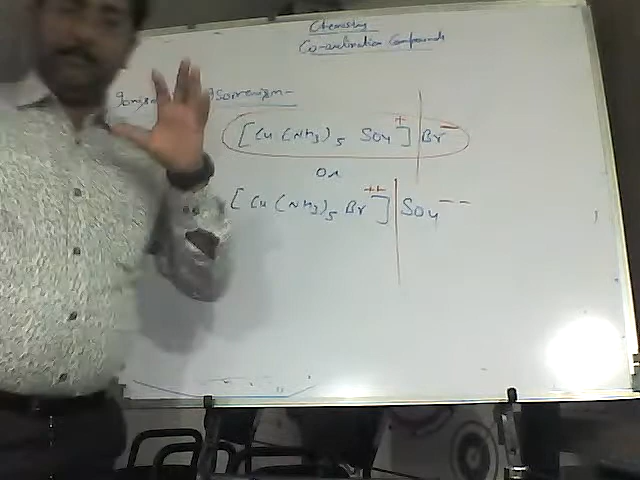 Chemistry
Co-ordination Compounds
Isomerism-
[Cu(NH3)5 SO4]+ Br-
Or
[Cu(NH3)5 Br]++ SO4--